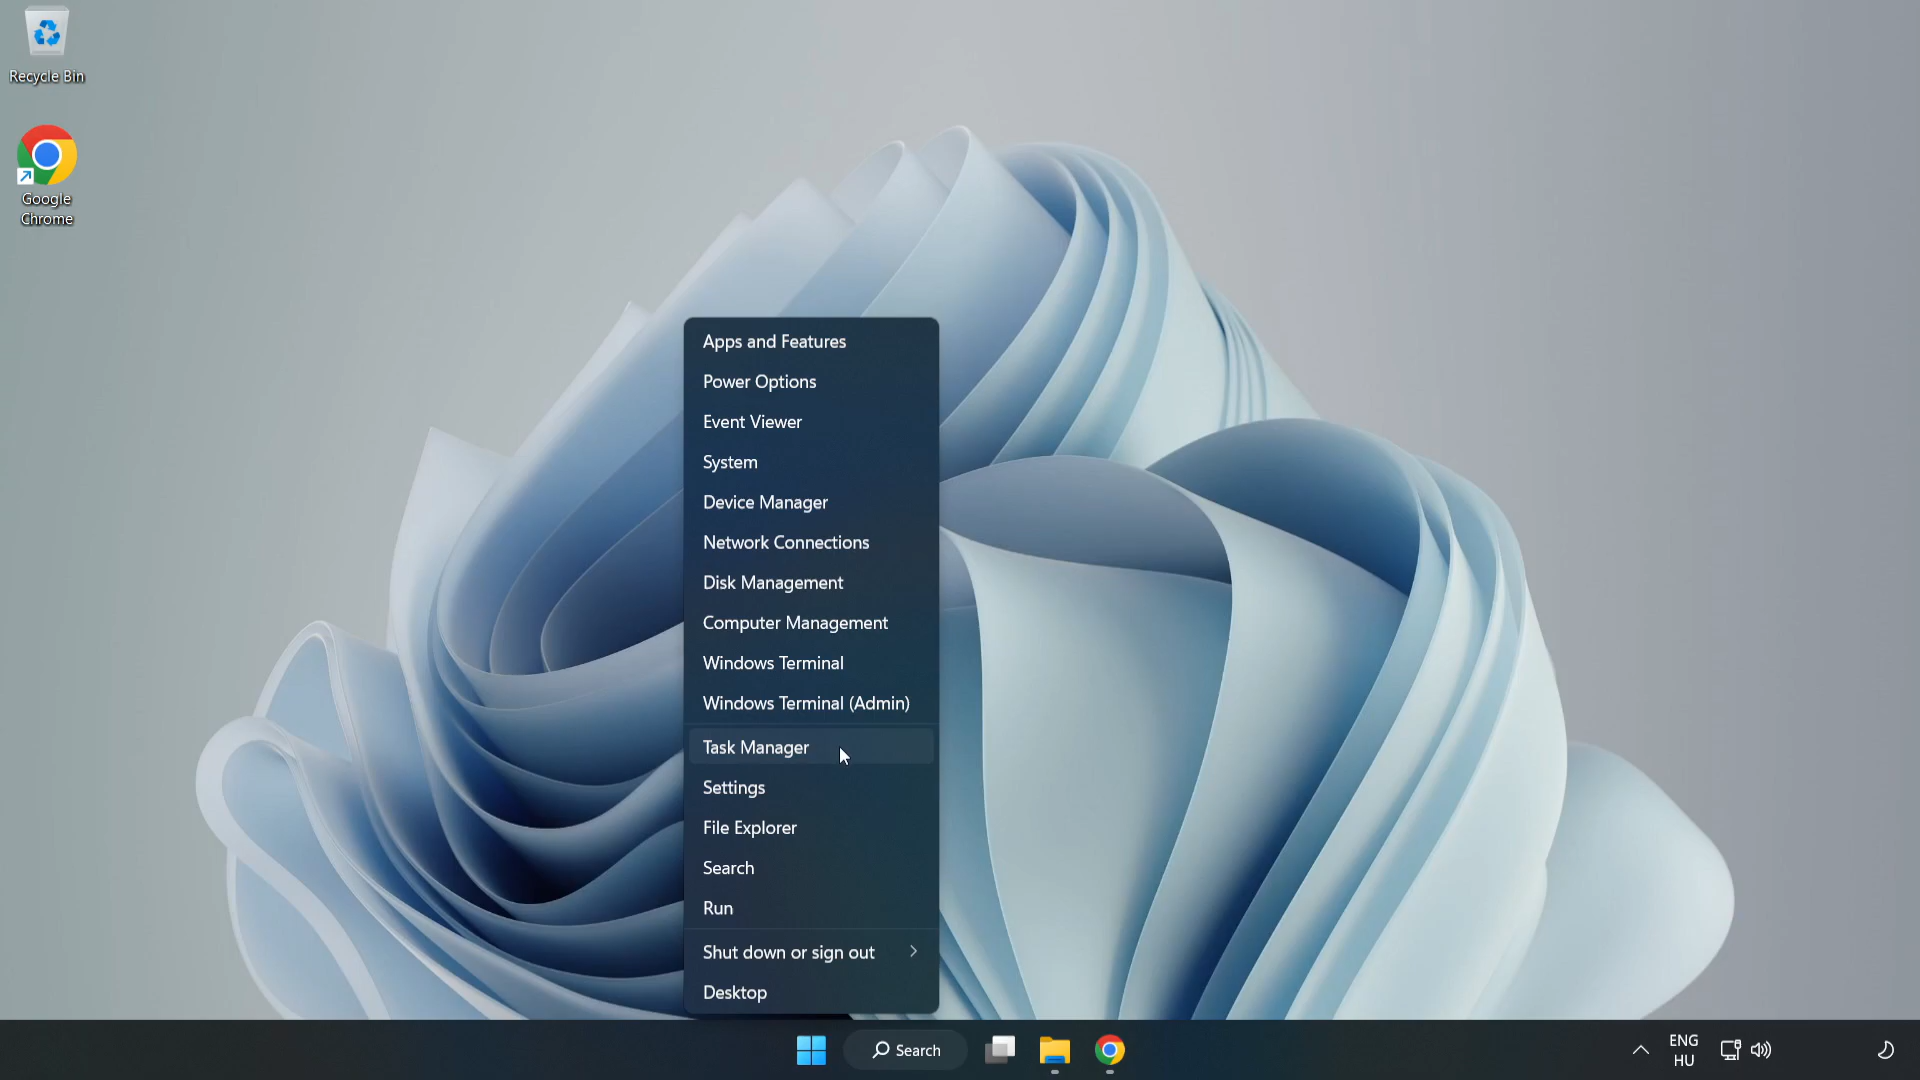 Recycle Bin
Google
Chrome
Apps and Features
Power Options
Event Viewer
System
Device Manager
Network Connections
Disk Management
Computer Management
Windows Terminal
Windows Terminal (Admin)
Task Manager
Settings
File Explorer
Search
Run
Shut down or sign out
Desktop
Search
ENG
HU